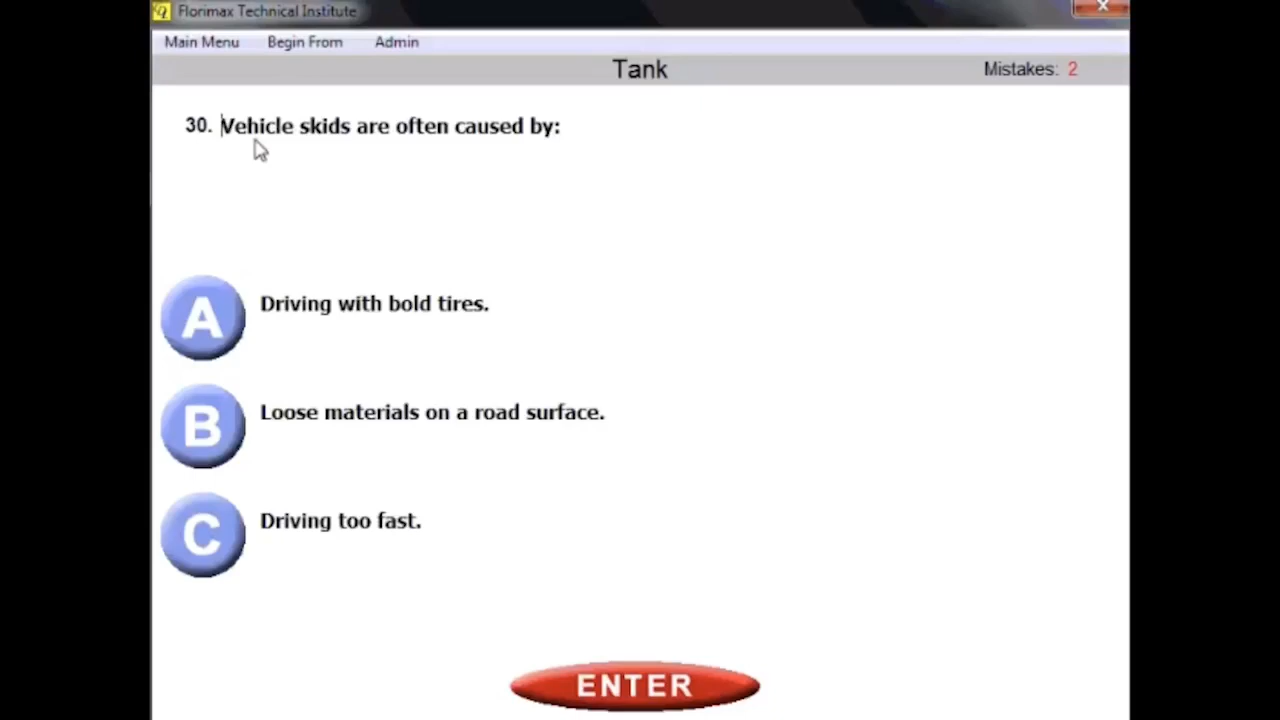 Florimax Technical Institute
Main Menu Begin From Admin
Tank
Mistakes: 2
30. Vehicle skids are often caused by:
A Driving with bold tires.
B Loose materials on a road surface.
C Driving too fast.
ENTER